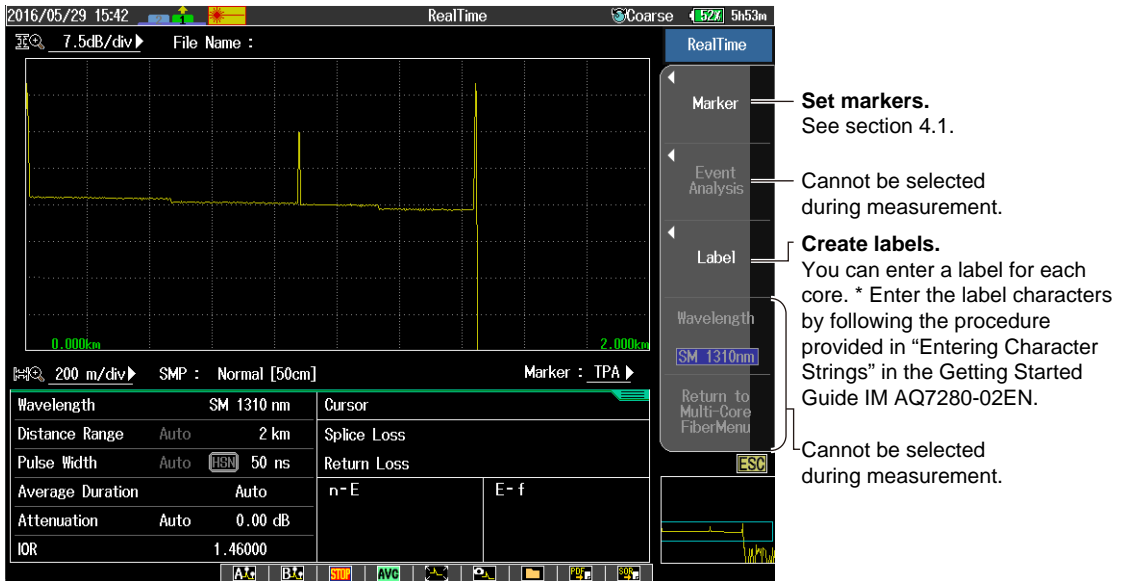 2016/05/29 15:42
1
RealTime
Coarse
52% 5h53m
7.5dB/div
File Name :
0.000km
2.000km
200 m/div
SMP : Normal [50cm]
Marker : TPA
Wavelength SM 1310 nm
Distance Range Auto 2 km
Pulse Width Auto HSN 50 ns
Average Duration Auto
Attenuation Auto 0.00 dB
IOR 1.46000
Cursor
Splice Loss
Return Loss
n-E
E-f
RealTime
Marker
Event
Analysis
Label
Wavelength
SM 1310nm
Return to
Multi-Core
FiberMenu
ESC
A
B
STOP
AVG
PDF
SOR
Set markers.
See section 4.1.
Cannot be selected
during measurement.
Create labels.
You can enter a label for each
core. * Enter the label characters
by following the procedure
provided in “Entering Character
Strings” in the Getting Started
Guide IM AQ7280-02EN.
Cannot be selected
during measurement.